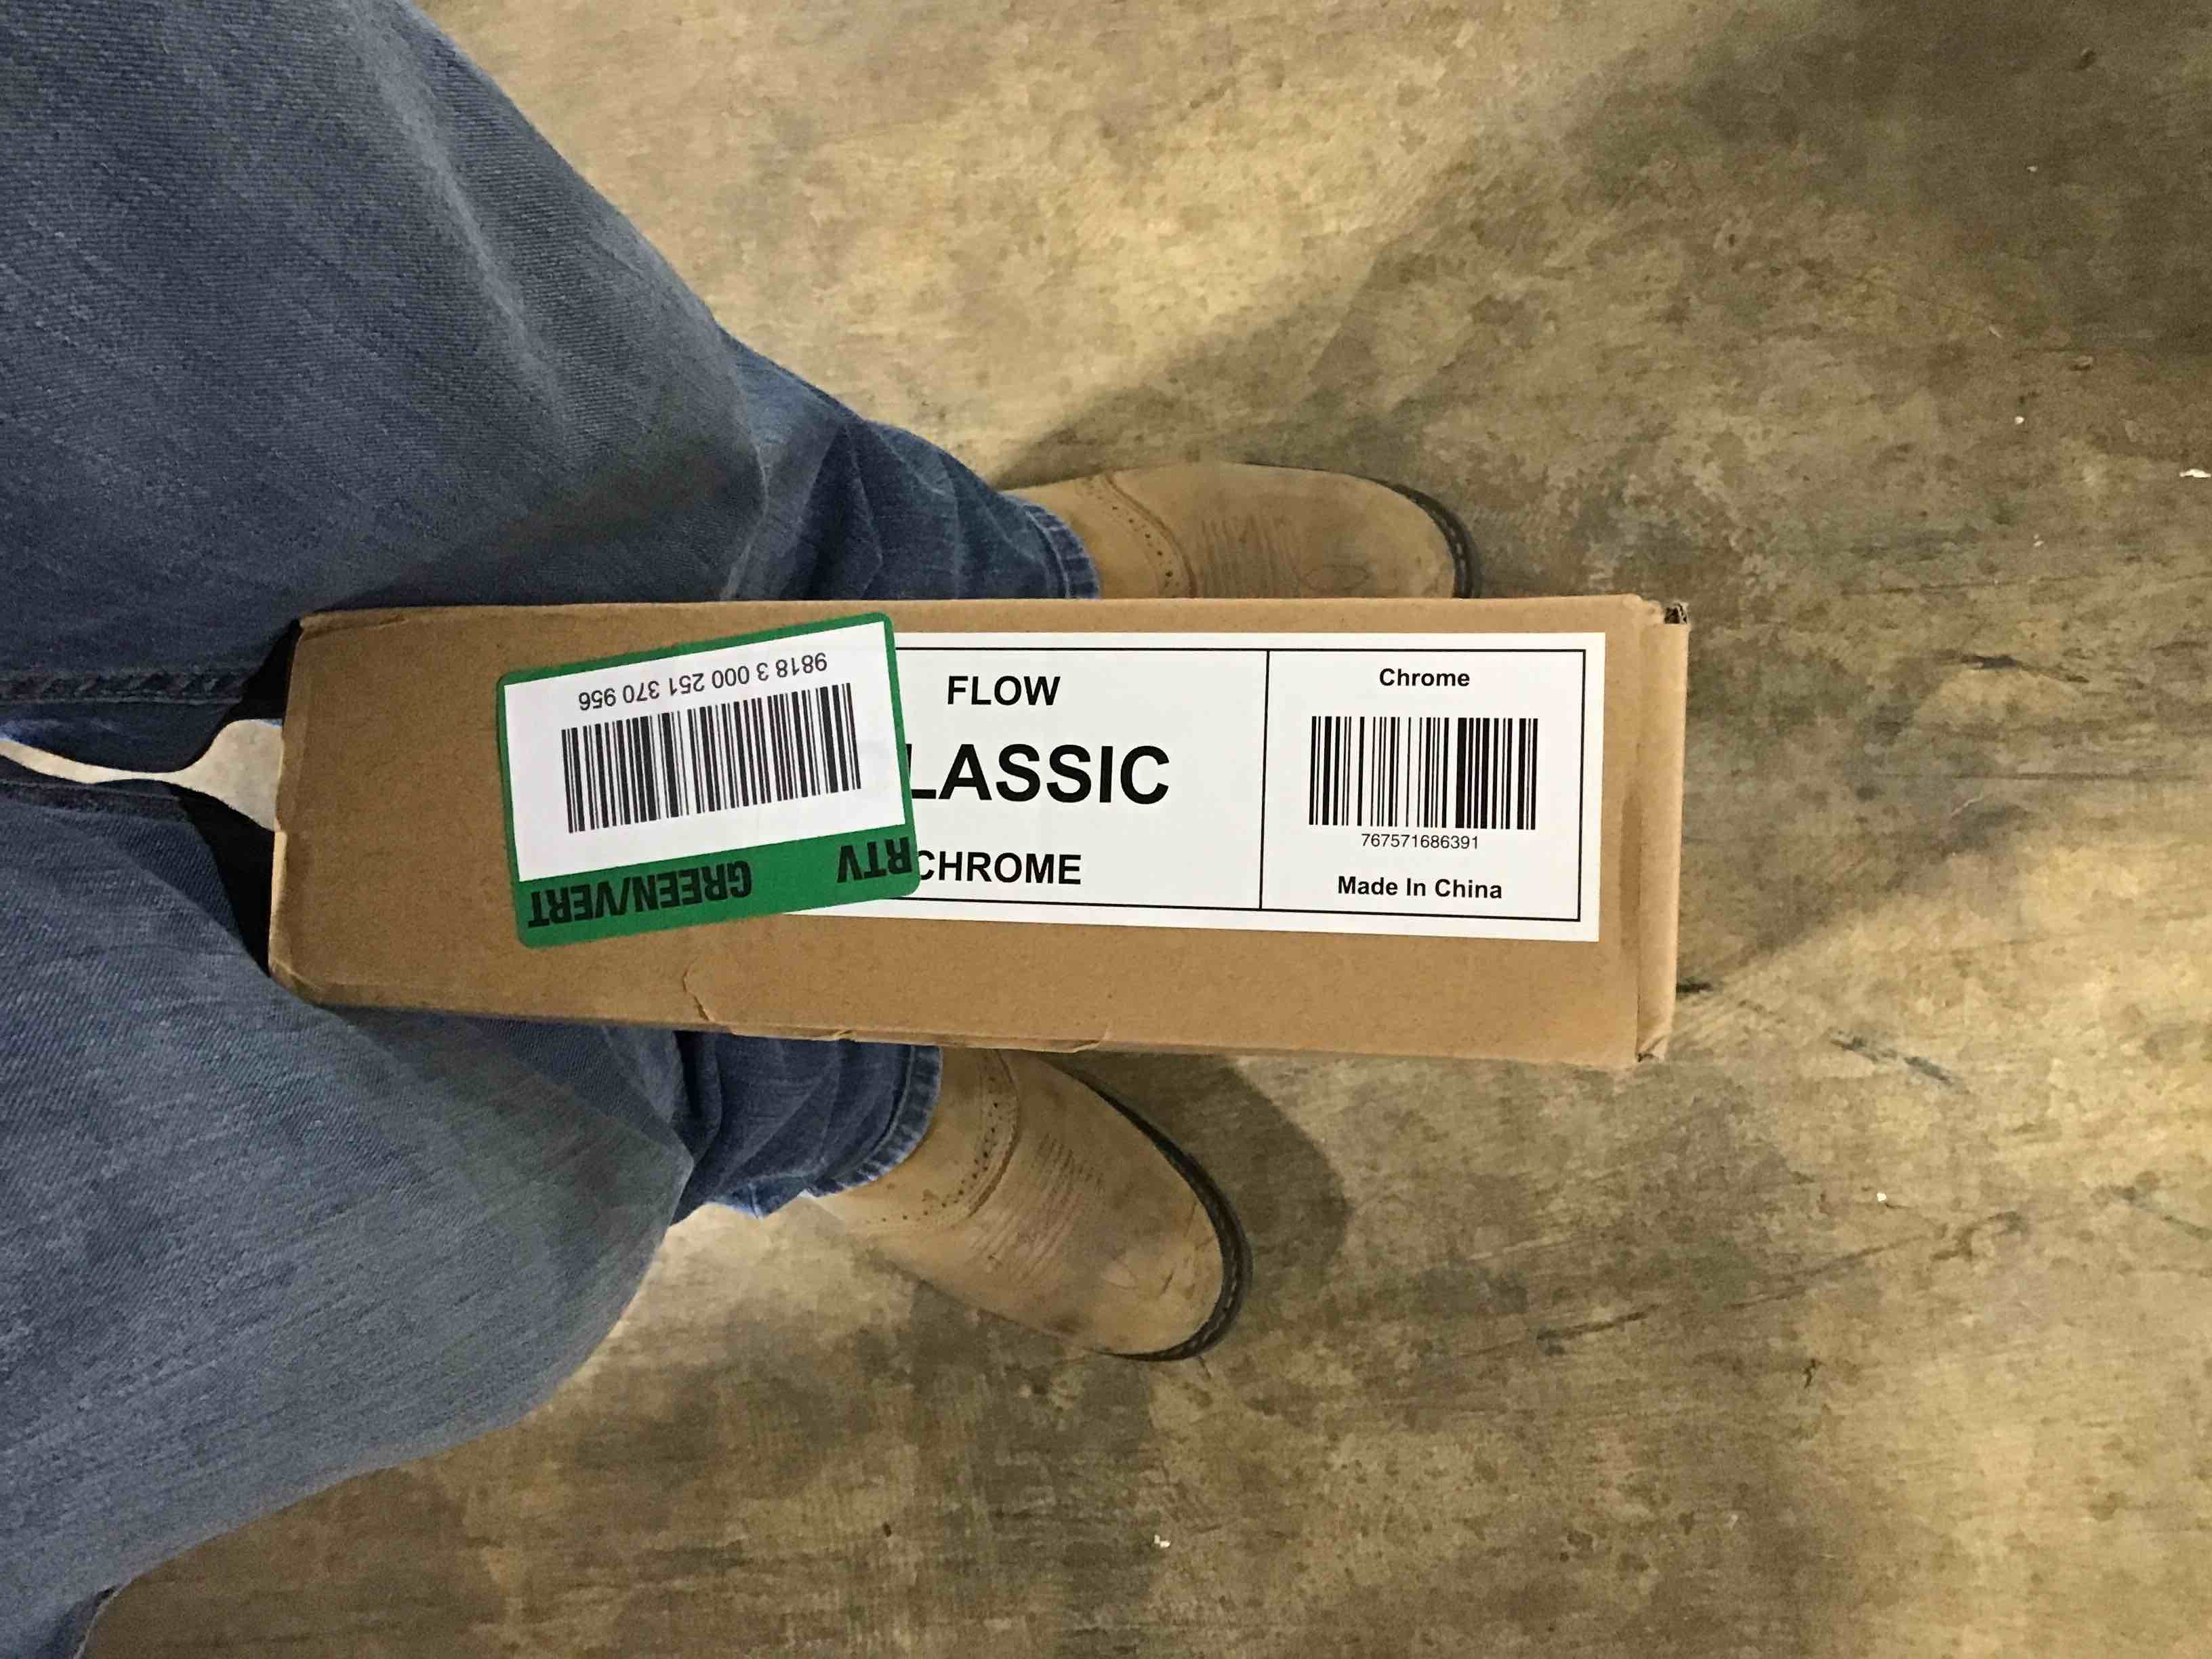 FLOW
LASSIC
CHROME
Chrome
767571686391
Made In China
RTV
GREEN/VERT
9818 3 000 251 370 956